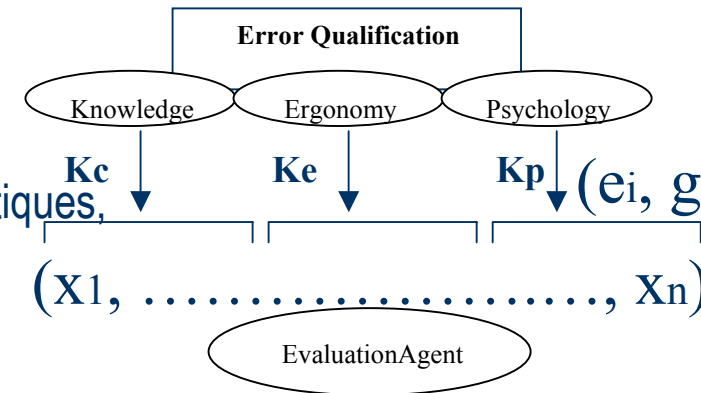 Error Qualification
Knowledge Ergonomy Psychology
Kc Ke Kp (ei, g
tiques,
(x1, ........................, xn)
EvaluationAgent